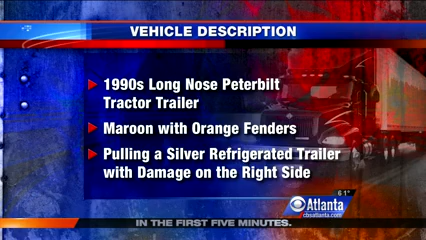 VEHICLE DESCRIPTION
1990s Long Nose Peterbilt
Tractor Trailer
Maroon with Orange Fenders
Pulling a Silver Refrigerated Trailer
with Damage on the Right Side
61°
Atlanta
cbsatlanta.com
IN THE FIRST FIVE MINUTES.